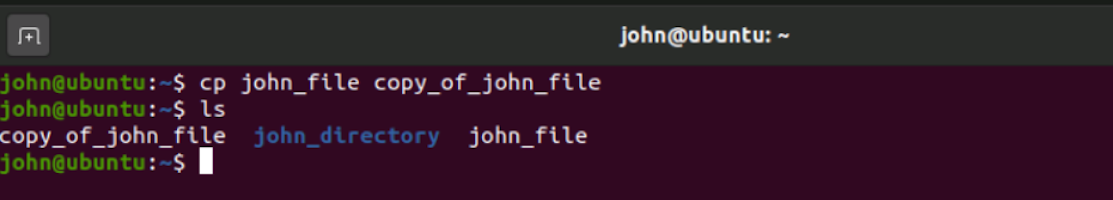 john@ubuntu: ~
john@ubuntu:~$ cp john_file copy_of_john_file
john@ubuntu:~$ ls
copy_of_john_file  john_directory  john_file
john@ubuntu:~$